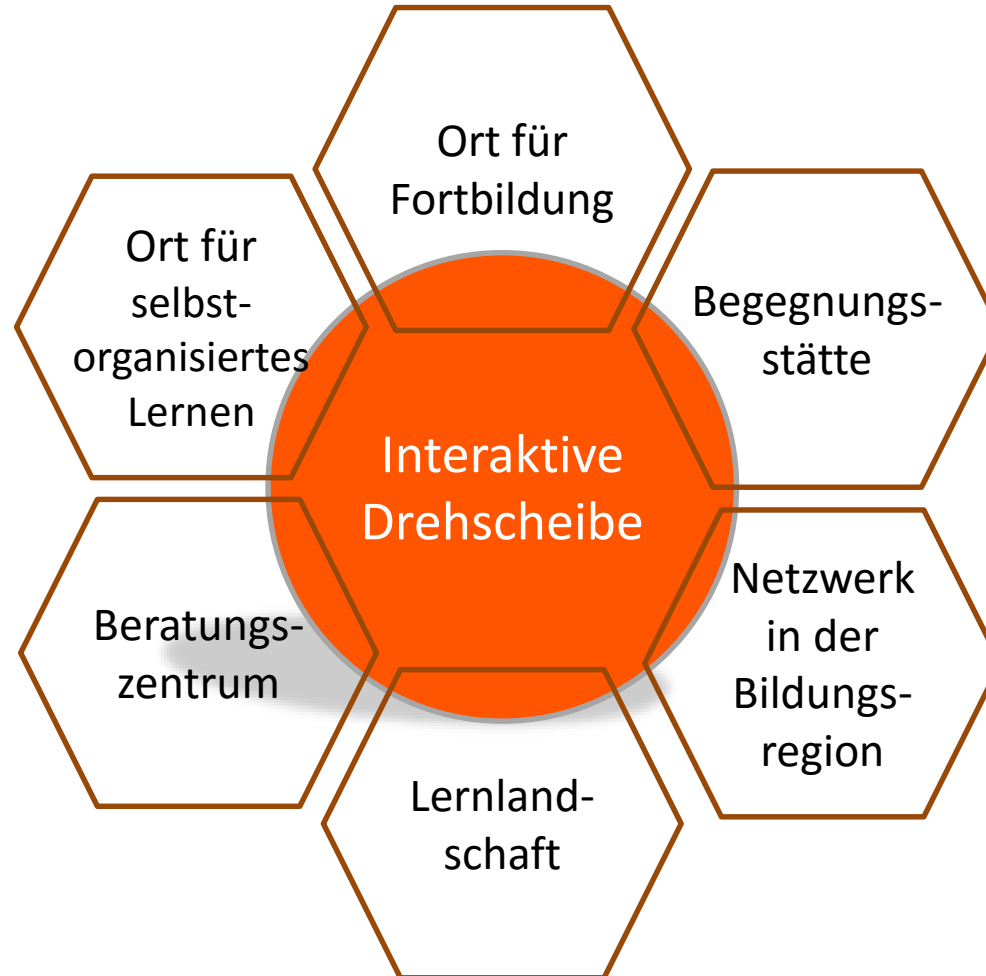 Ort für
Fortbildung
Ort für
selbst-
organisiertes
Lernen
Begegnungs-
stätte
Interaktive
Drehscheibe
Beratungs-
zentrum
Netzwerk
in der
Bildungs-
region
Lernland-
schaft